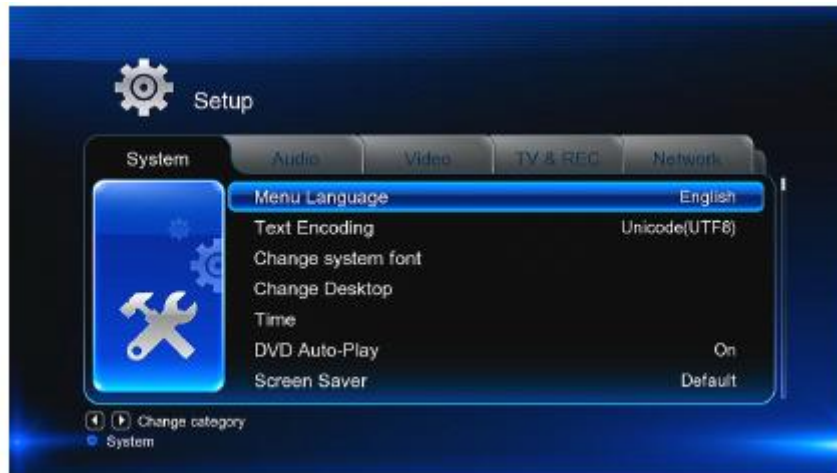 Setup
System Audio Video TV & REC Network
Menu Language English
Text Encoding Unicode(UTF8)
Change system font
Change Desktop
Time
DVD Auto-Play On
Screen Saver Default
Change category
System